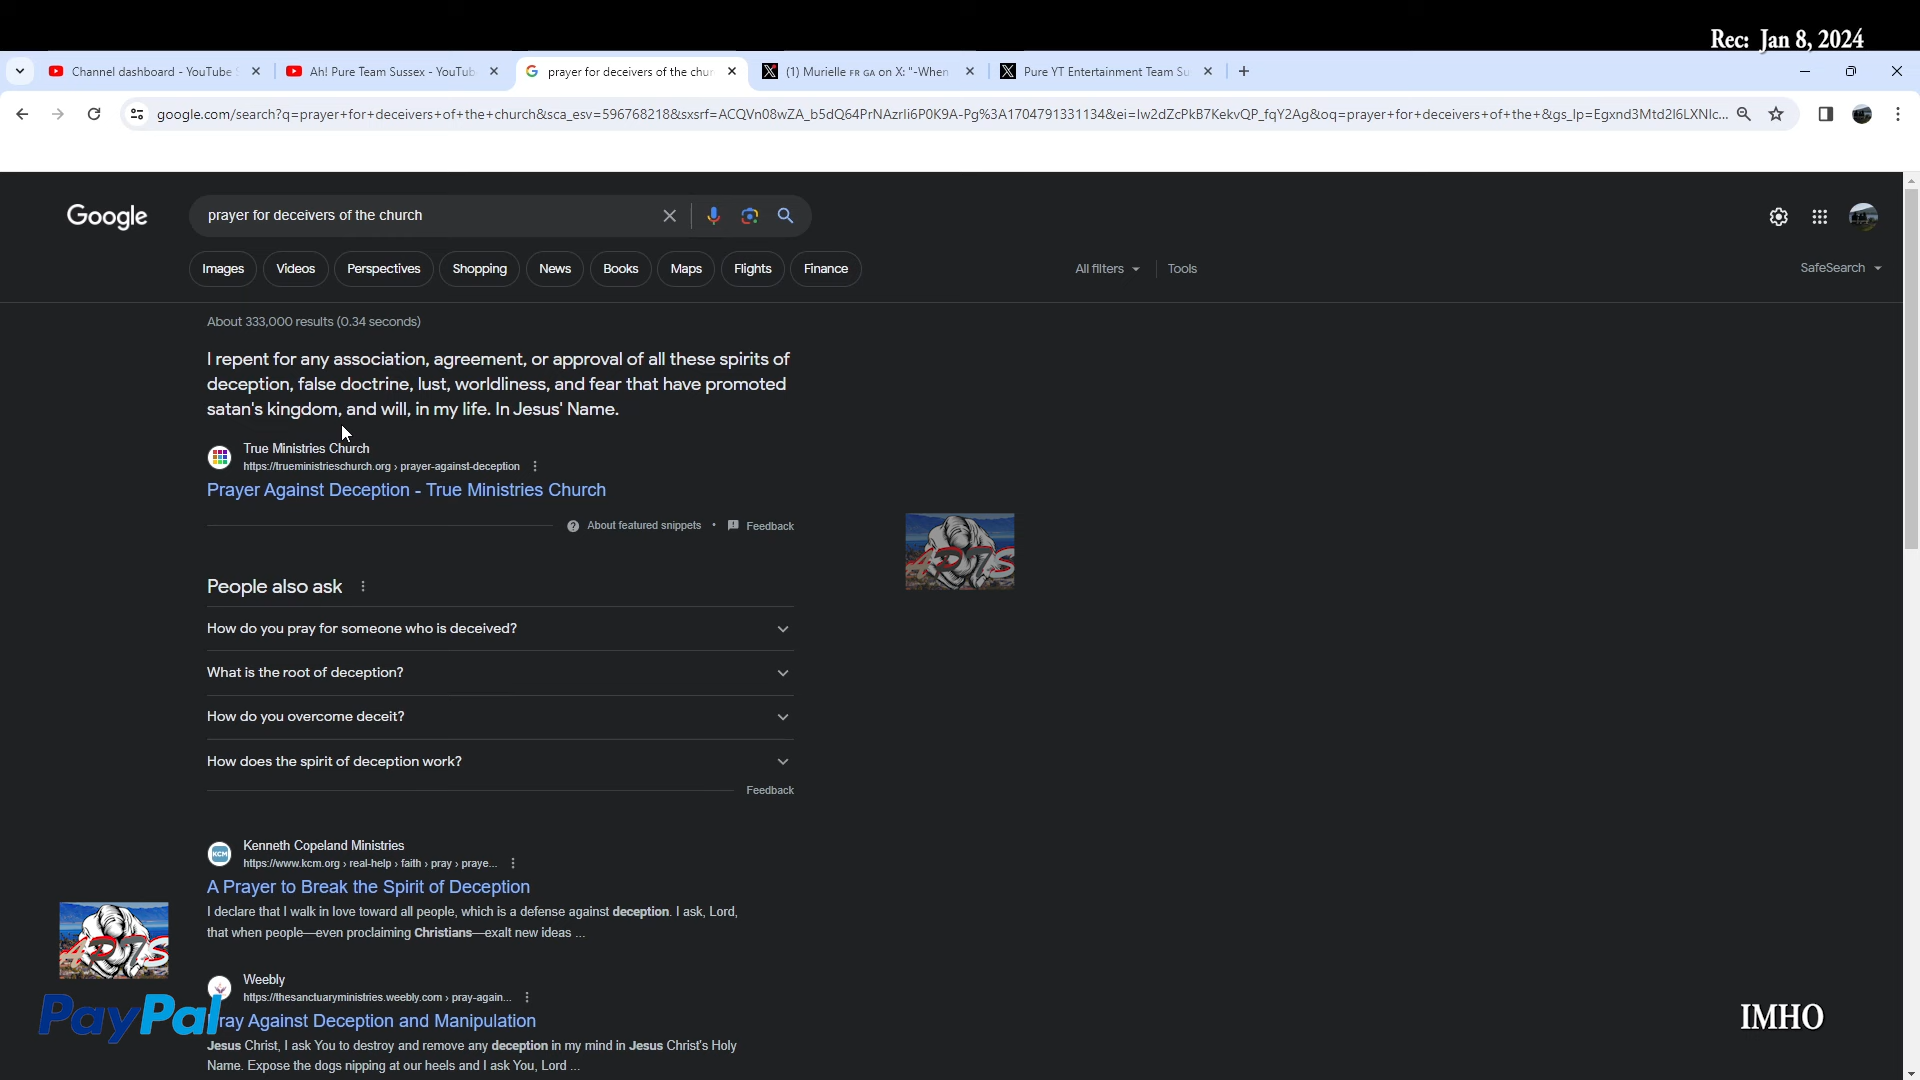 Rec: Jan 8, 2024
Channel dashboard - YouTube S
Ah! Pure Team Sussex - YouTub
prayer for deceivers of the chur
(1) Murielle FR GA on X: "-When
Pure YT Entertainment Team Su
google.com/search?q=prayer+for+deceivers+of+the+church&sca_esv=596768218&sxsrf=ACQVn08wZA_b5dQ64PrNAzrIi6P0K9A-Pg%3A1704791331134&ei=Iw2dZcPkB7KekvQP_fqY2Ag&oq=prayer+for+deceivers+of+the+&gs_lp=Egxnd3Mtd2l6LXNlc...
Google
prayer for deceivers of the church
Images
Videos
Perspectives
Shopping
News
Books
Maps
Flights
Finance
All filters
Tools
SafeSearch
About 333,000 results (0.34 seconds)
I repent for any association, agreement, or approval of all these spirits of
deception, false doctrine, lust, worldliness, and fear that have promoted
satan's kingdom, and will, in my life. In Jesus' Name.
True Ministries Church
https://trueministrieschurch.org › prayer-against-deception
Prayer Against Deception - True Ministries Church
About featured snippets • Feedback
People also ask
How do you pray for someone who is deceived?
What is the root of deception?
How do you overcome deceit?
How does the spirit of deception work?
Feedback
KCM
Kenneth Copeland Ministries
https://www.kcm.org › real-help › faith › pray › praye...
A Prayer to Break the Spirit of Deception
I declare that I walk in love toward all people, which is a defense against deception. I ask, Lord,
that when people—even proclaiming Christians—exalt new ideas ...
Weebly
https://thesanctuaryministries.weebly.com › pray-again...
ray Against Deception and Manipulation
Jesus Christ, I ask You to destroy and remove any deception in my mind in Jesus Christ's Holy
Name. Expose the dogs nipping at our heels and I ask You, Lord ...
PayPal
IMHO